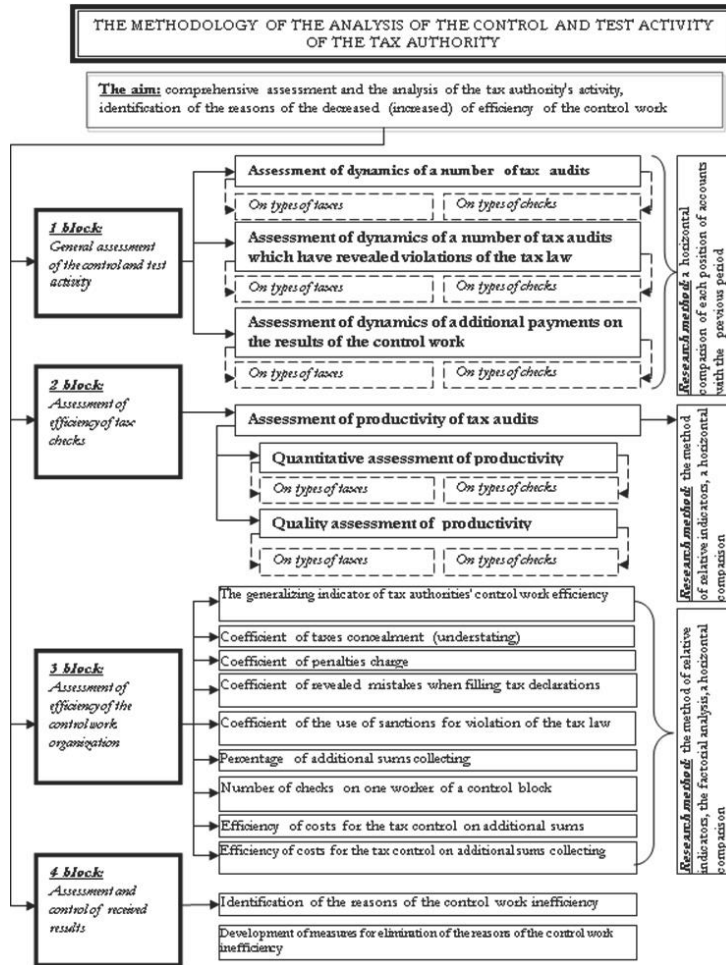 THE METHODOLOGY OF THE ANALYSIS OF THE CONTROL AND TEST ACTIVITY
OF THE TAX AUTHORITY
The aim: comprehensive assessment and the analysis of the tax authority's activity,
identification of the reasons of the decreased (increased) of efficiency of the control work
1 block:
General assessment
of the control and test
activity
Assessment of dynamics of a number of tax audits
On types of taxes
On types of checks
Assessment of dynamics of a number of tax audits
which have revealed violations of the tax law
On types of taxes
On types of checks
Assessment of dynamics of additional payments on
the results of the control work
On types of taxes
On types of checks
Research method: a horizontal
comparison of each position of accounts
with the previous period
2 block:
Assessment of
efficiency of tax
checks
Assessment of productivity of tax audits
Quantitative assessment of productivity
On types of taxes
On types of checks
Quality assessment of productivity
On types of taxes
On types of checks
Research method: the method
of relative indicators, a horizontal
comparison
3 block:
Assessment of
efficiency of the
control work
organization
The generalizing indicator of tax authorities' control work efficiency
Coefficient of taxes concealment (understating)
Coefficient of penalties charge
Coefficient of revealed mistakes when filling tax declarations
Coefficient of the use of sanctions for violation of the tax law
Percentage of additional sums collecting
Number of checks on one worker of a control block
Efficiency of costs for the tax control on additional sums
Efficiency of costs for the tax control on additional sums collecting
Research method: the method of relative
indicators, the factorial analysis, a horizontal
comparison
4 block:
Assessment and
control of received
results
Identification of the reasons of the control work inefficiency
Development of measures for elimination of the reasons of the control work
inefficiency